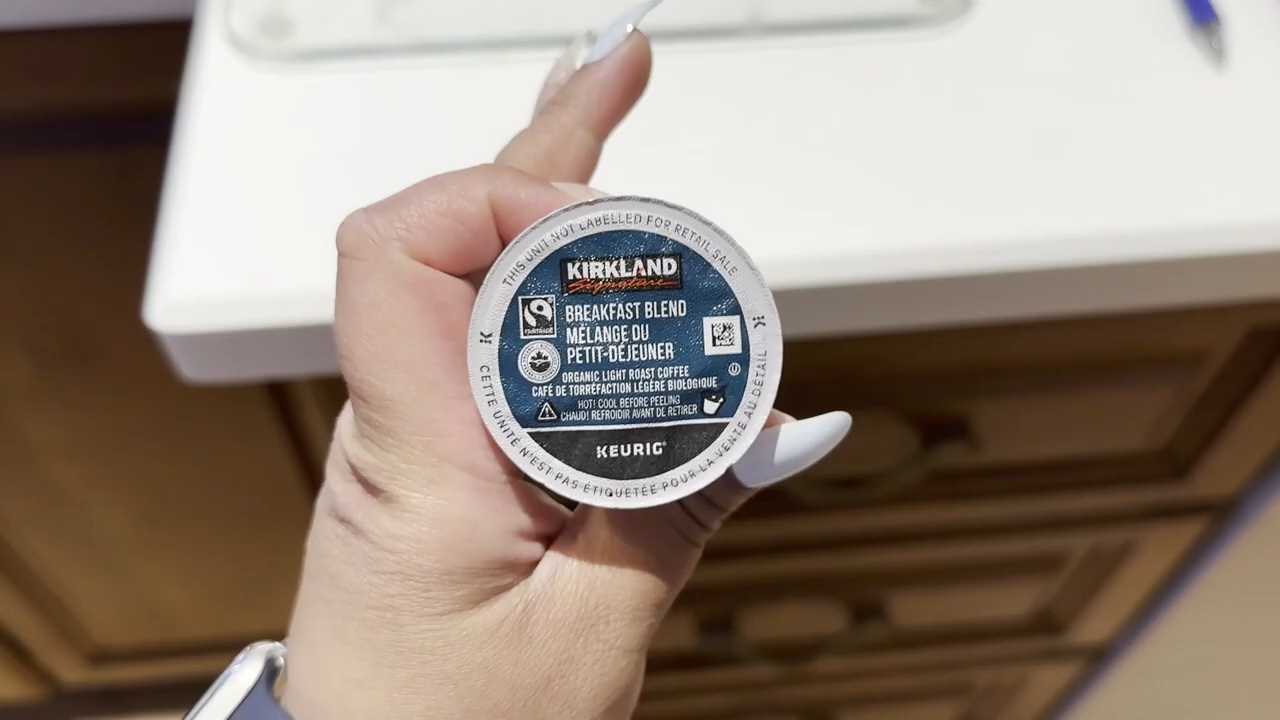 THIS UNIT NOT LABELLED FOR RETAIL SALE
KIRKLAND
Signature
FAIRTRADE
BREAKFAST BLEND
MÉLANGE DU
PETIT-DÉJEUNER
ORGANIC LIGHT ROAST COFFEE
CAFÉ DE TORRÉFACTION LÉGÈRE BIOLOGIQUE
HOT! COOL BEFORE PEELING
CHAUD! REFROIDIR AVANT DE RETIRER
KEURIG®
CETTE UNITÉ N'EST PAS ÉTIQUETÉE POUR LA VENTE AU DÉTAIL